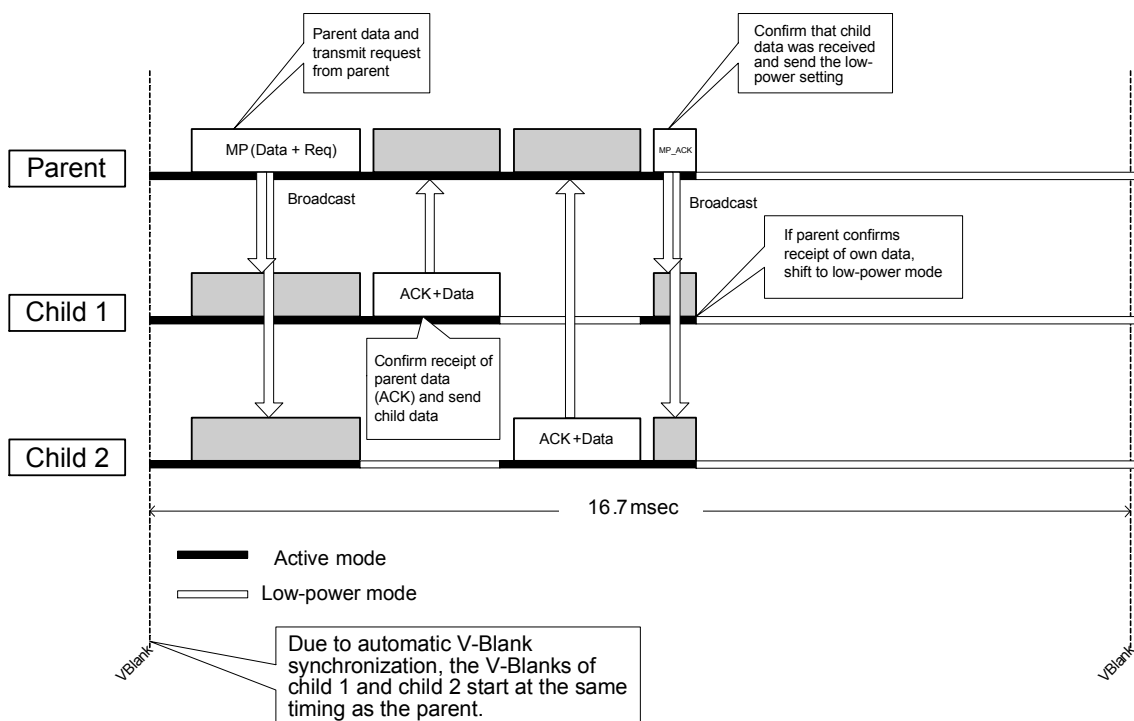 Parent data and
transmit request
from parent
Confirm that child
data was received
and send the low-
power setting
MP (Data + Req)
MP_ACK
Parent
Broadcast
Broadcast
If parent confirms
receipt of own data,
shift to low-power mode
Child 1
ACK+Data
Confirm receipt of
parent data
(ACK) and send
child data
Child 2
ACK+Data
16.7 msec
Active mode
Low-power mode
VBlank
VBlank
Due to automatic V-Blank
synchronization, the V-Blanks of
child 1 and child 2 start at the same
timing as the parent.